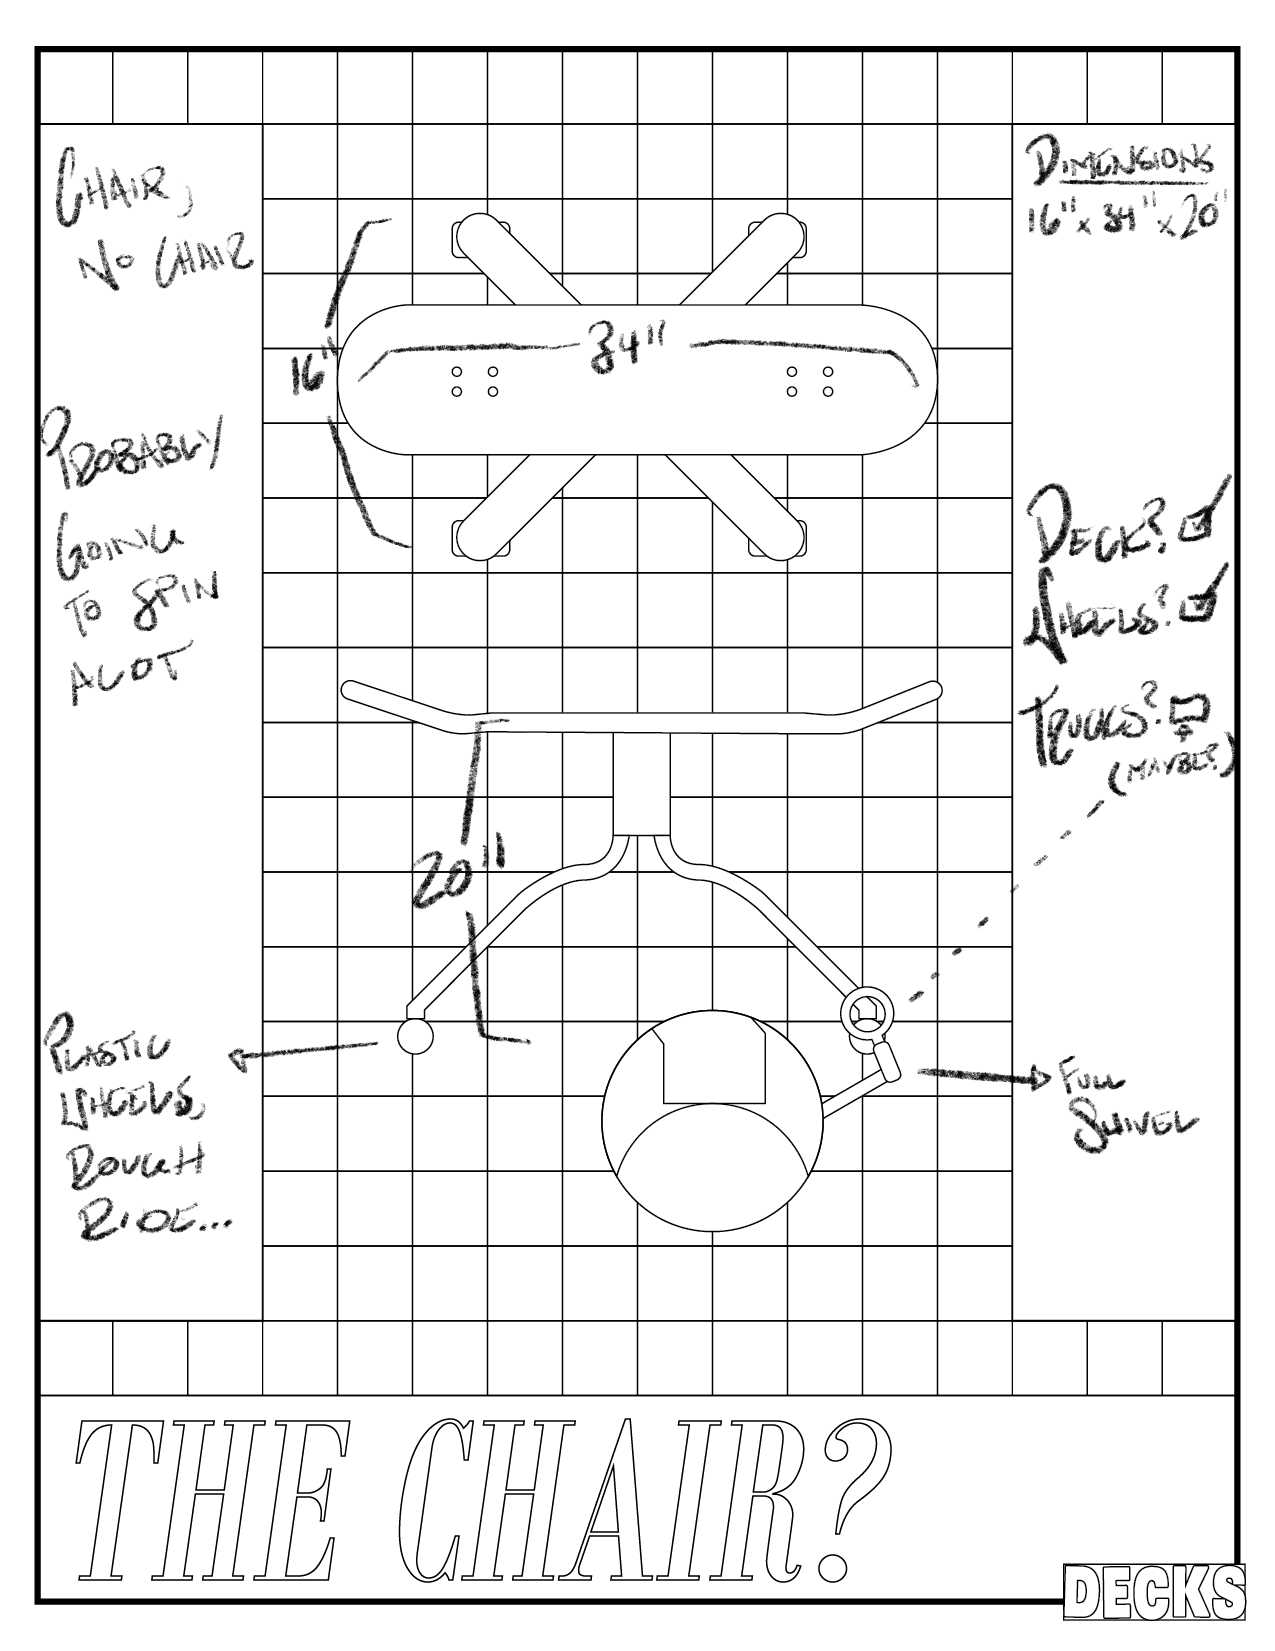 CHAIR,
NO CHAIR
DIMENSIONS
16" x 34" x 20"
16"
34"
PROBABLY
GOING
TO SPIN
ALOT
DECK?
WHEELS?
TRUCKS?
(MAYBE?)
20"
PLASTIC
WHEELS,
ROUGH
RIDE...
FULL
SWIVEL
THE CHAIR?
DECKS